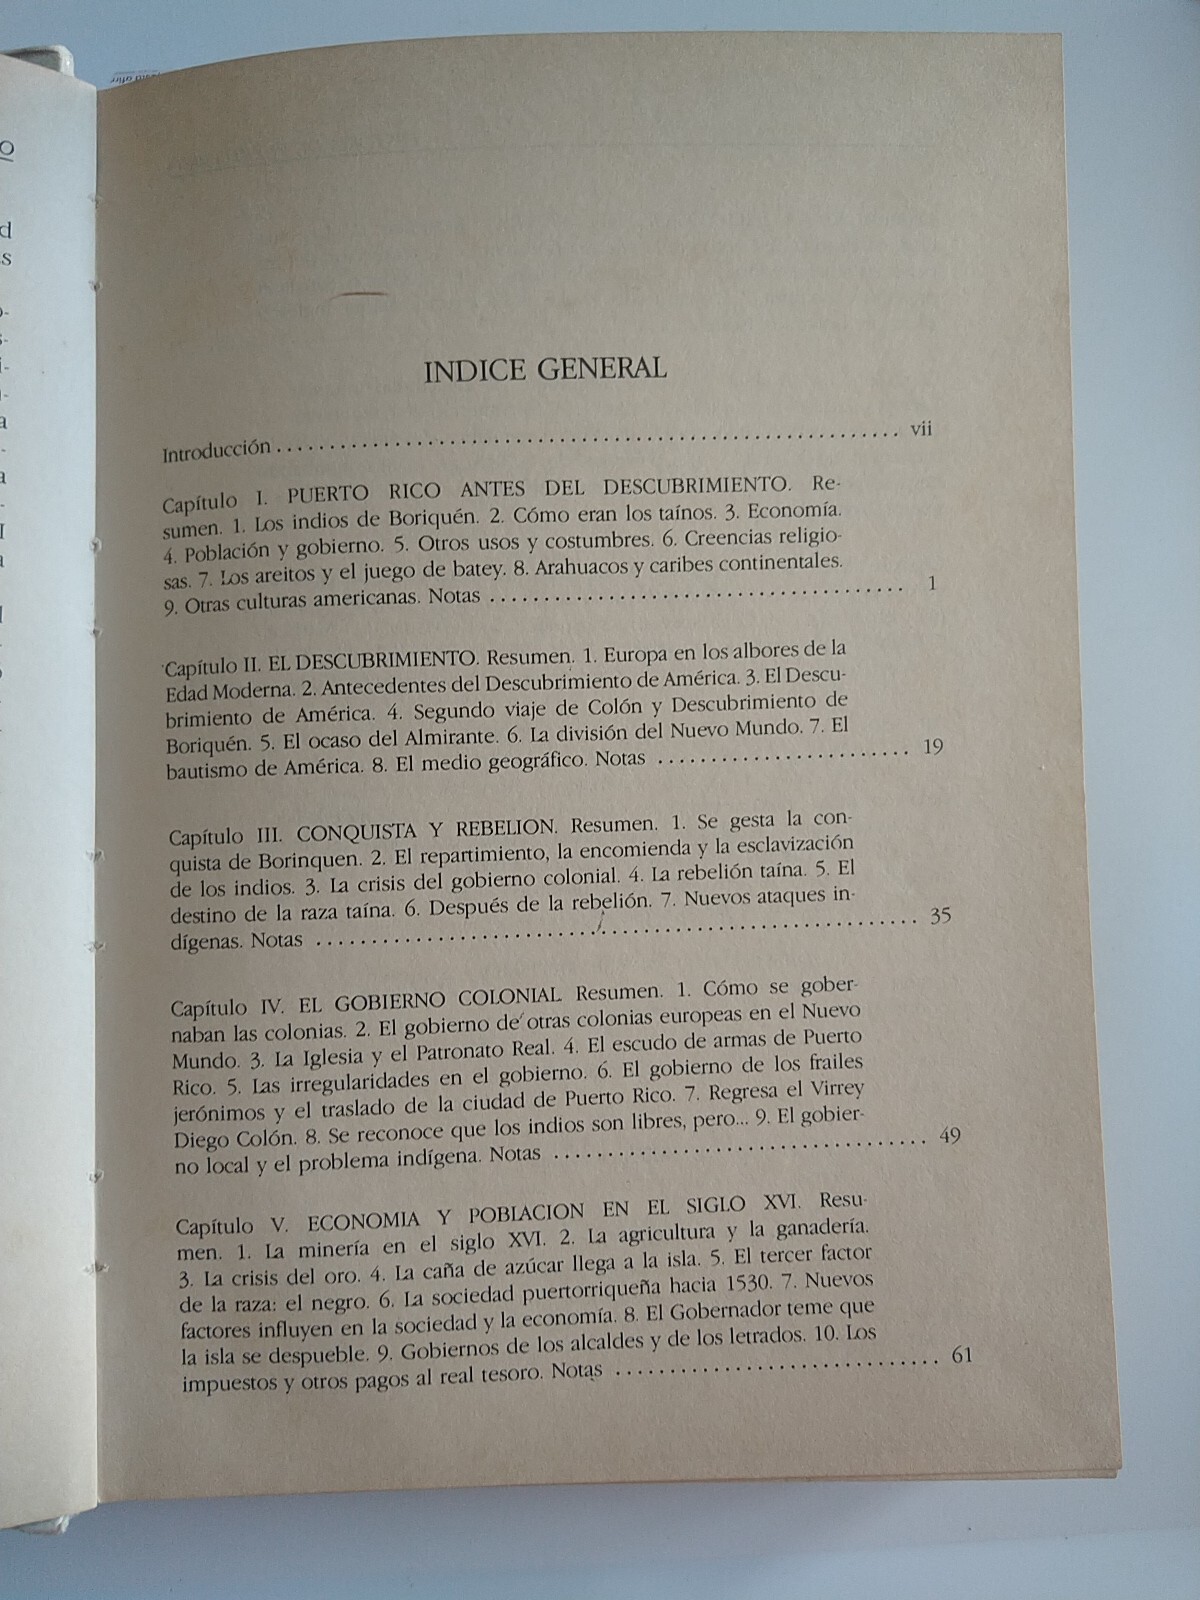 INDICE GENERAL
Introducción ........................................................... vii
Capítulo I. PUERTO RICO ANTES DEL DESCUBRIMIENTO. Re-
sumen. 1. Los indios de Boriquén. 2. Cómo eran los taínos. 3. Economía.
4. Población y gobierno. 5. Otros usos y costumbres. 6. Creencias religio-
sas. 7. Los areitos y el juego de batey. 8. Arahuacos y caribes continentales.
9. Otras culturas americanas. Notas ....................................... 1
Capítulo II. EL DESCUBRIMIENTO. Resumen. 1. Europa en los albores de la
Edad Moderna. 2. Antecedentes del Descubrimiento de América. 3. El Descu-
brimiento de América. 4. Segundo viaje de Colón y Descubrimiento de
Boriquén. 5. El ocaso del Almirante. 6. La división del Nuevo Mundo. 7. El
bautismo de América. 8. El medio geográfico. Notas ........................ 19
Capítulo III. CONQUISTA Y REBELION. Resumen. 1. Se gesta la con-
quista de Borinquen. 2. El repartimiento, la encomienda y la esclavización
de los indios. 3. La crisis del gobierno colonial. 4. La rebelión taína. 5. El
destino de la raza taína. 6. Después de la rebelión. 7. Nuevos ataques in-
dígenas. Notas ......................................................... 35
Capítulo IV. EL GOBIERNO COLONIAL Resumen. 1. Cómo se gober-
naban las colonias. 2. El gobierno de otras colonias europeas en el Nuevo
Mundo. 3. La Iglesia y el Patronato Real. 4. El escudo de armas de Puerto
Rico. 5. Las irregularidades en el gobierno. 6. El gobierno de los frailes
jerónimos y el traslado de la ciudad de Puerto Rico. 7. Regresa el Virrey
Diego Colón. 8. Se reconoce que los indios son libres, pero... 9. El gobier-
no local y el problema indígena. Notas ................................... 49
Capítulo V. ECONOMIA Y POBLACION EN EL SIGLO XVI. Resu-
men. 1. La minería en el siglo XVI. 2. La agricultura y la ganadería.
3. La crisis del oro. 4. La caña de azúcar llega a la isla. 5. El tercer factor
de la raza: el negro. 6. La sociedad puertorriqueña hacia 1530. 7. Nuevos
factores influyen en la sociedad y la economía. 8. El Gobernador teme que
la isla se despueble. 9. Gobiernos de los alcaldes y de los letrados. 10. Los
impuestos y otros pagos al real tesoro. Notas .............................. 61